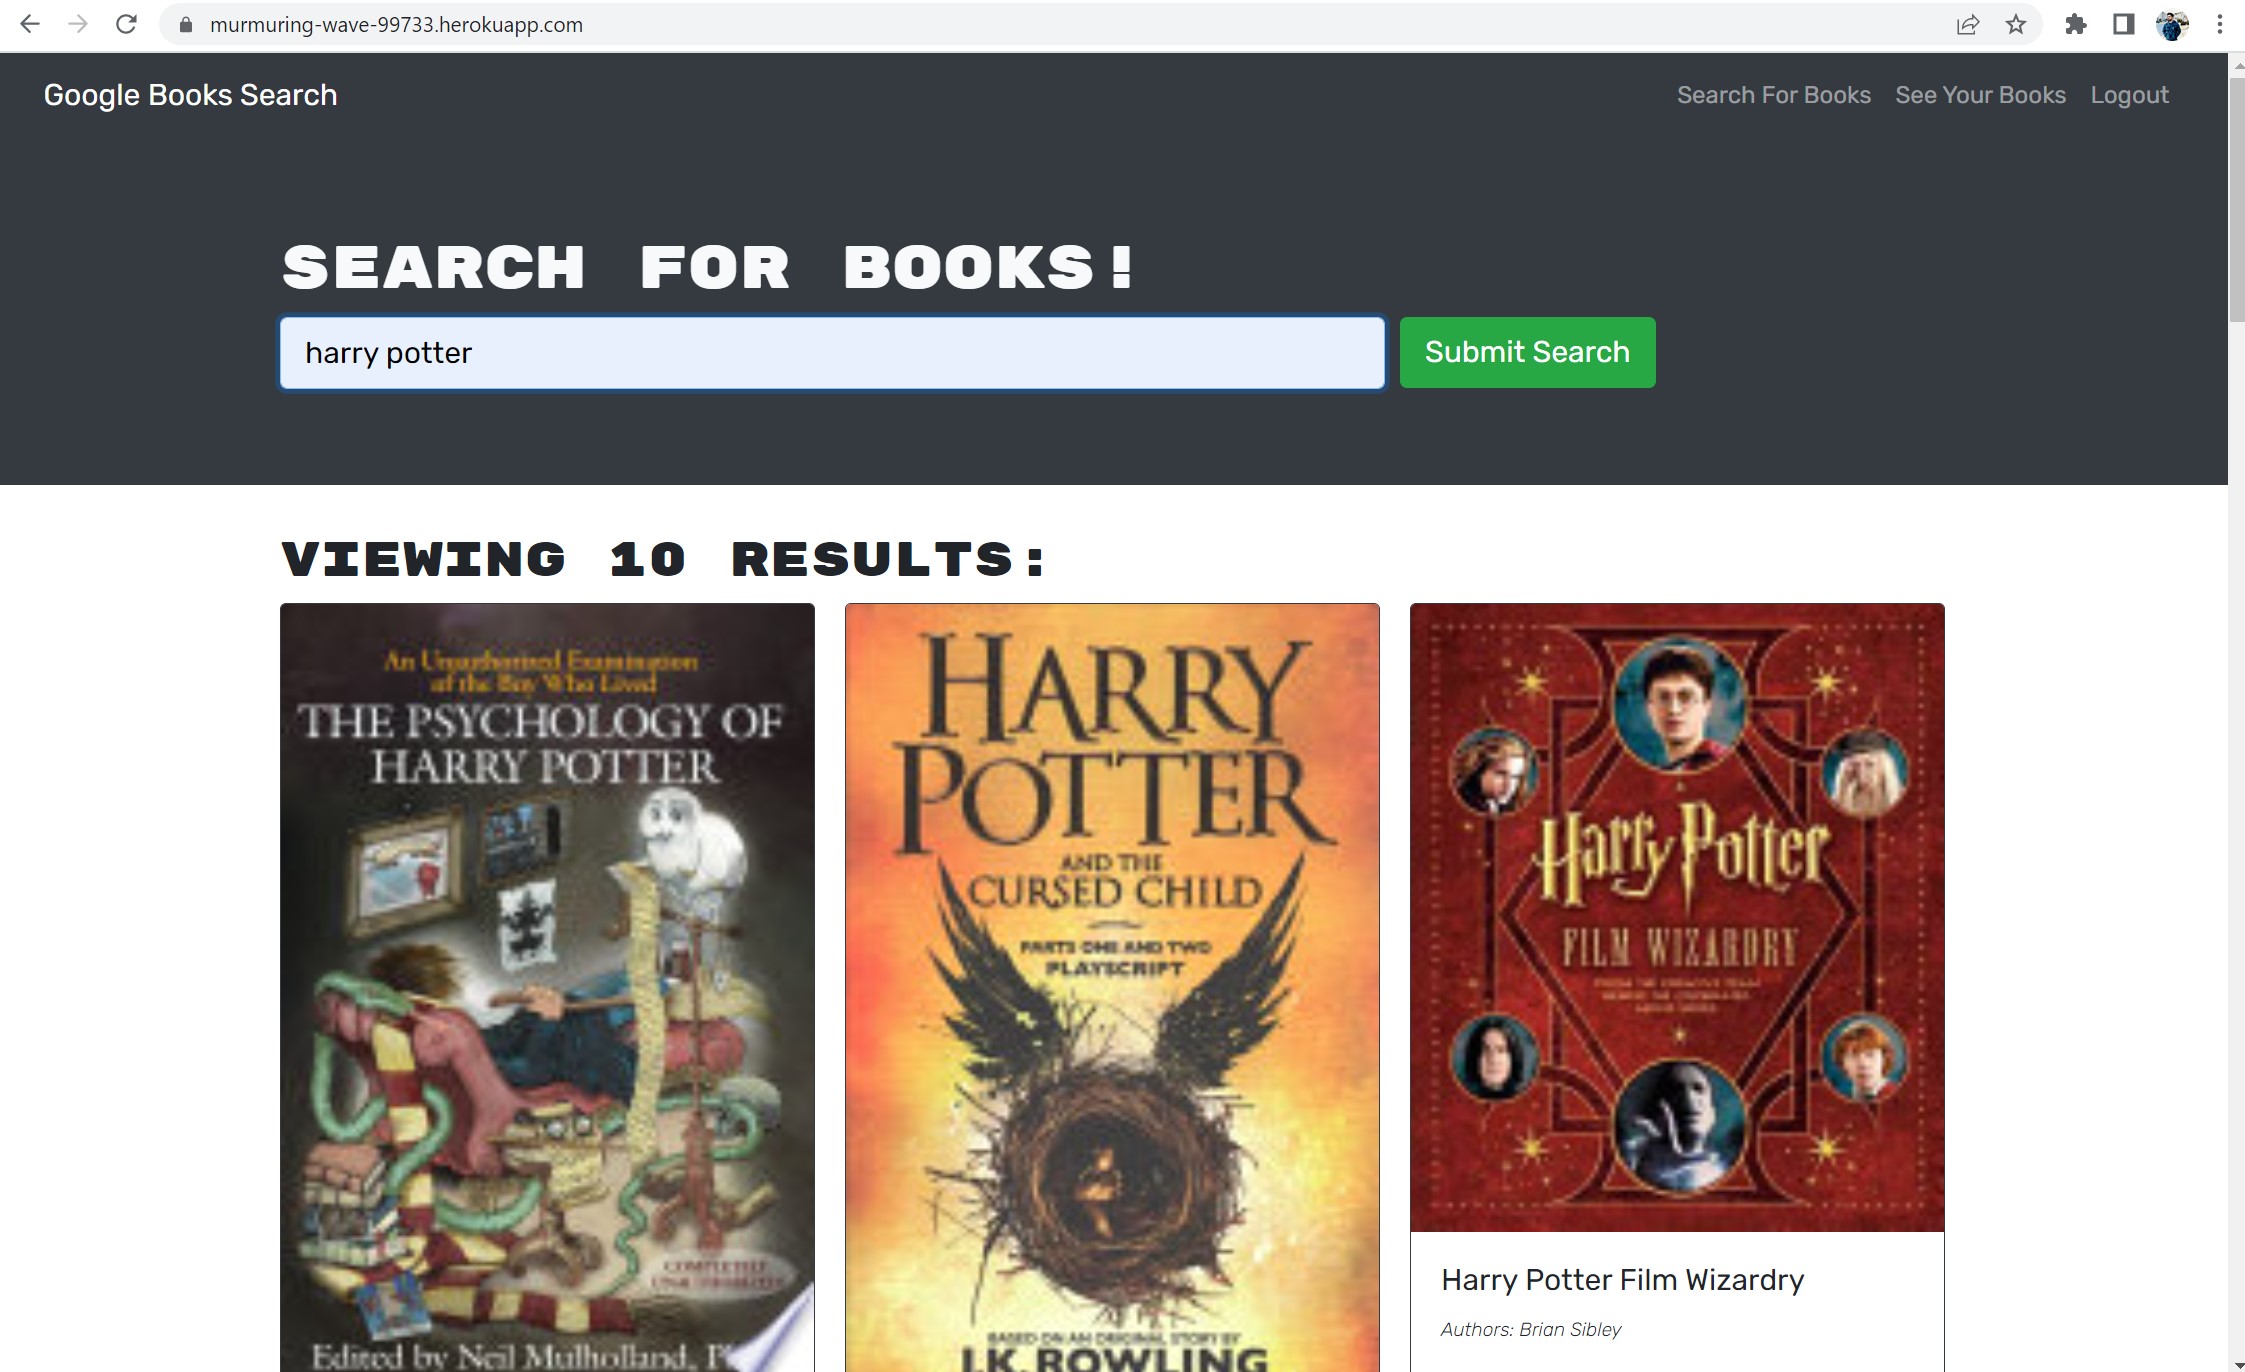 murmuring-wave-99733.herokuapp.com
Google Books Search
Search For Books See Your Books Logout
SEARCH FOR BOOKS!
harry potter
Submit Search
VIEWING 10 RESULTS:
An Unauthorized Examination
of the Boy Who Lived
THE PSYCHOLOGY OF
HARRY POTTER
COMPLETELY
UNAUTHORIZED
Edited by Neil Mulholland,
HARRY
POTTER
AND THE
CURSED CHILD
PARTS ONE AND TWO
PLAYSCRIPT
BASED ON AN ORIGINAL STORY BY
J.K. ROWLING
Harry Potter
FILM WIZARDRY
Harry Potter Film Wizardry
Authors: Brian Sibley